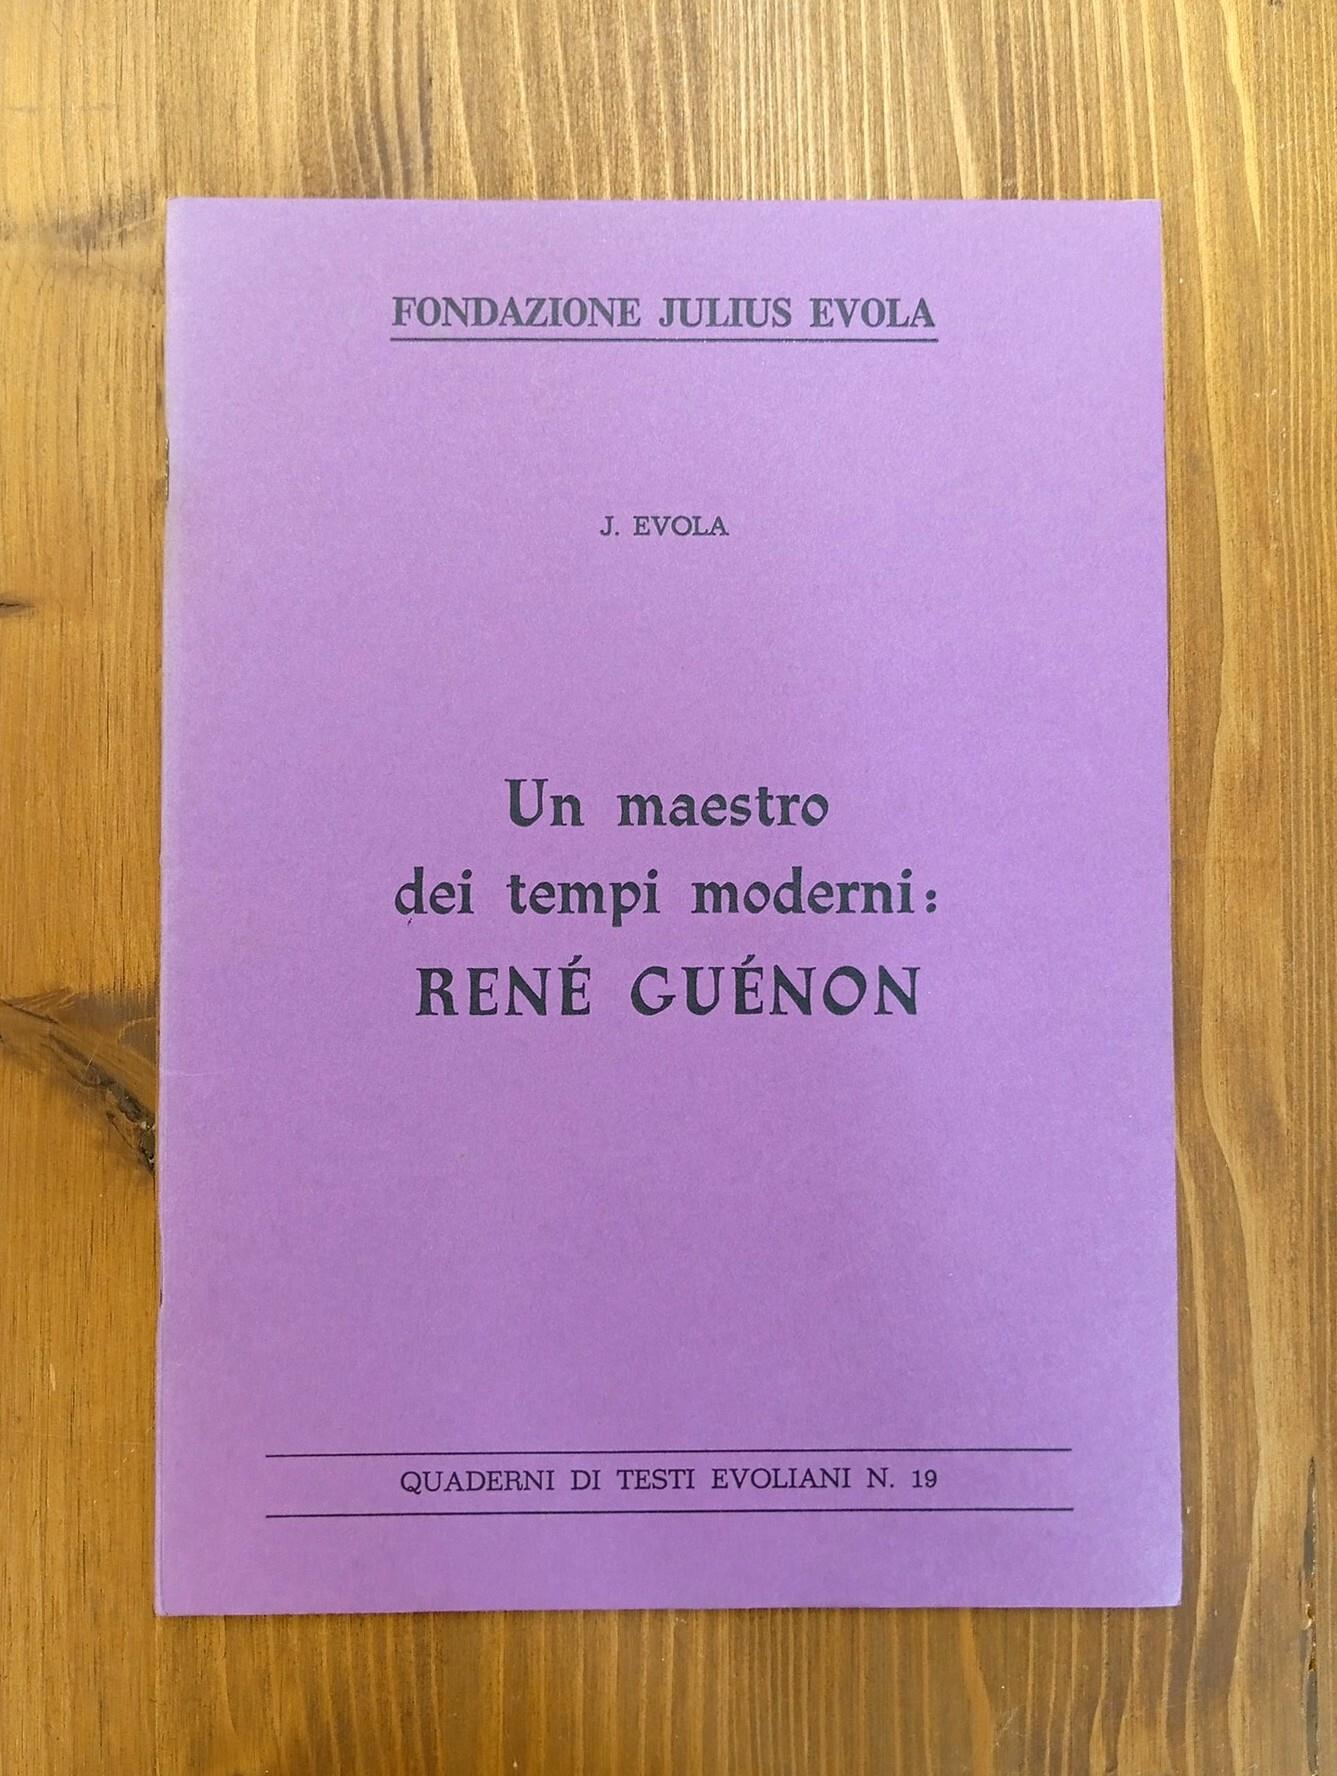 FONDAZIONE JULIUS EVOLA
J. EVOLA
Un maestro
dei tempi moderni:
RENÉ GUÉNON
QUADERNI DI TESTI EVOLIANI N. 19